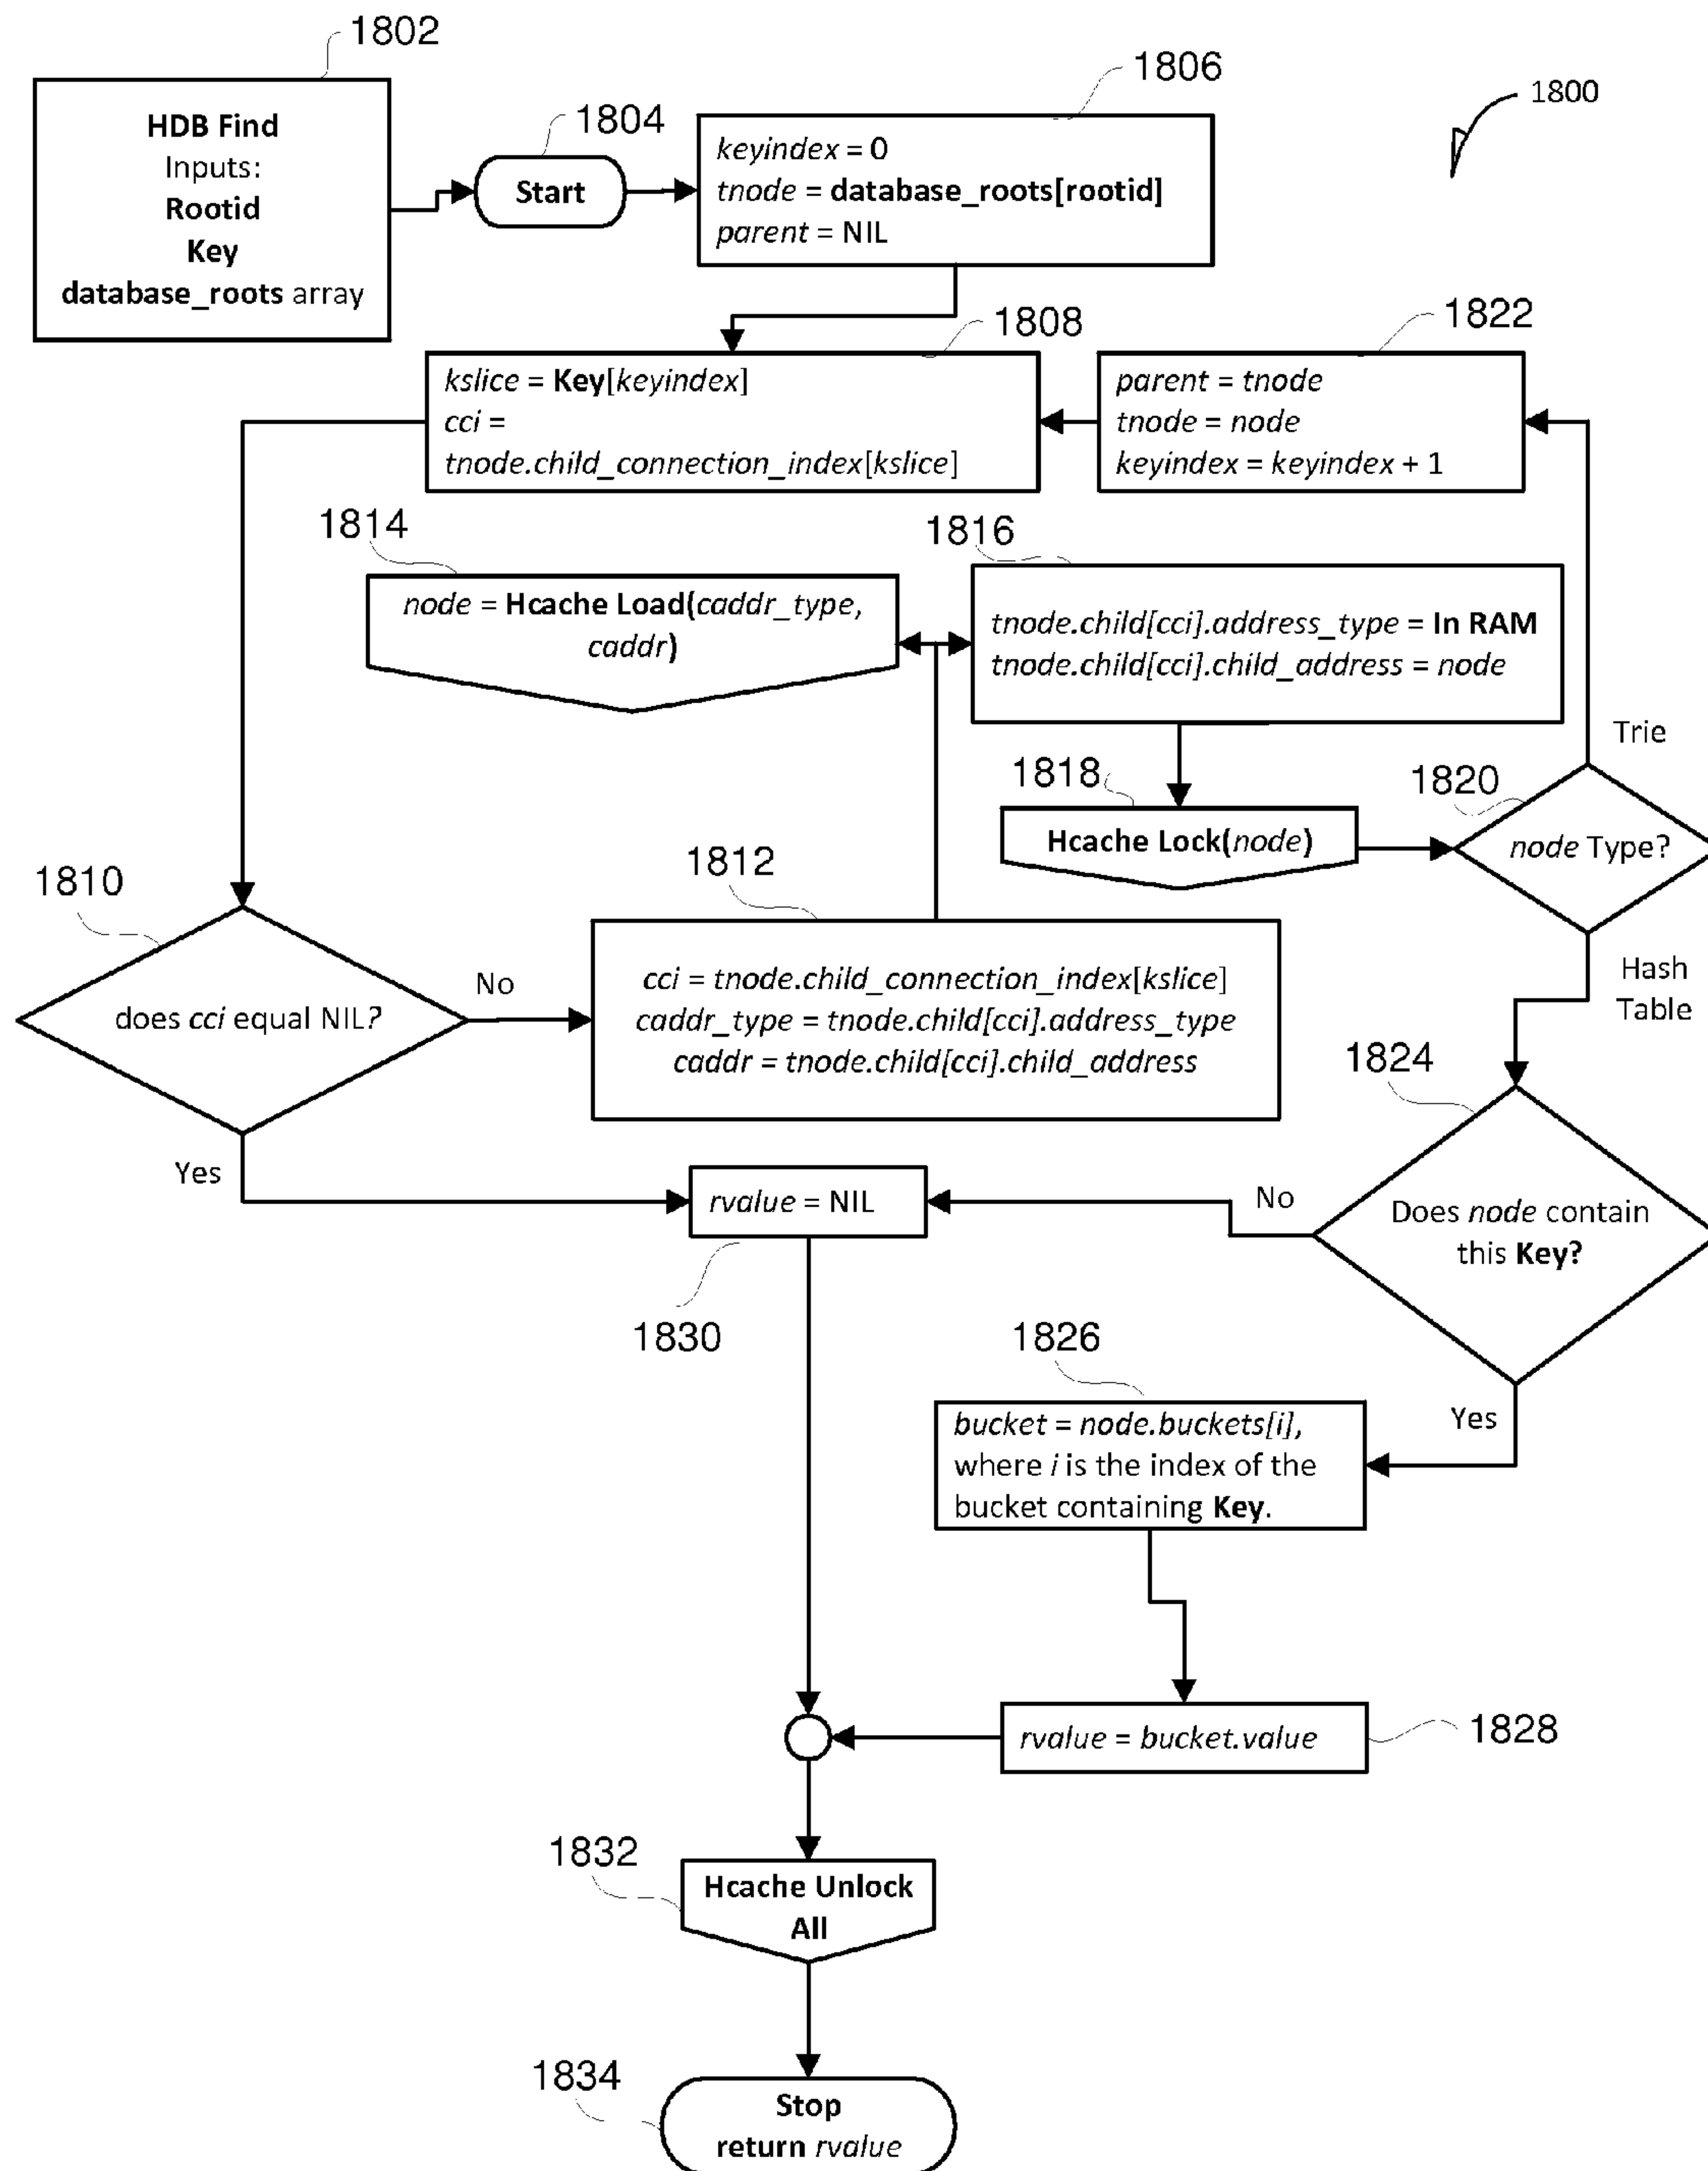 1802
HDB Find
Inputs:
Rootid
Key
database_roots array
1804
Start
1806
keyindex = 0
tnode = database_roots[rootid]
parent = NIL
1800
1808
kslice = Key[keyindex]
cci =
tnode.child_connection_index[kslice]
1822
parent = tnode
tnode = node
keyindex = keyindex + 1
1814
node = Hcache Load(caddr_type,
caddr)
1816
tnode.child[cci].address_type = In RAM
tnode.child[cci].child_address = node
1818
Hcache Lock(node)
1820
node Type?
Trie
Hash
Table
1810
does cci equal NIL?
No
Yes
1812
cci = tnode.child_connection_index[kslice]
caddr_type = tnode.child[cci].address_type
caddr = tnode.child[cci].child_address
1824
Does node contain
this Key?
No
Yes
rvalue = NIL
1830
1826
bucket = node.buckets[i],
where i is the index of the
bucket containing Key.
rvalue = bucket.value
1828
1832
Hcache Unlock
All
1834
Stop
return rvalue